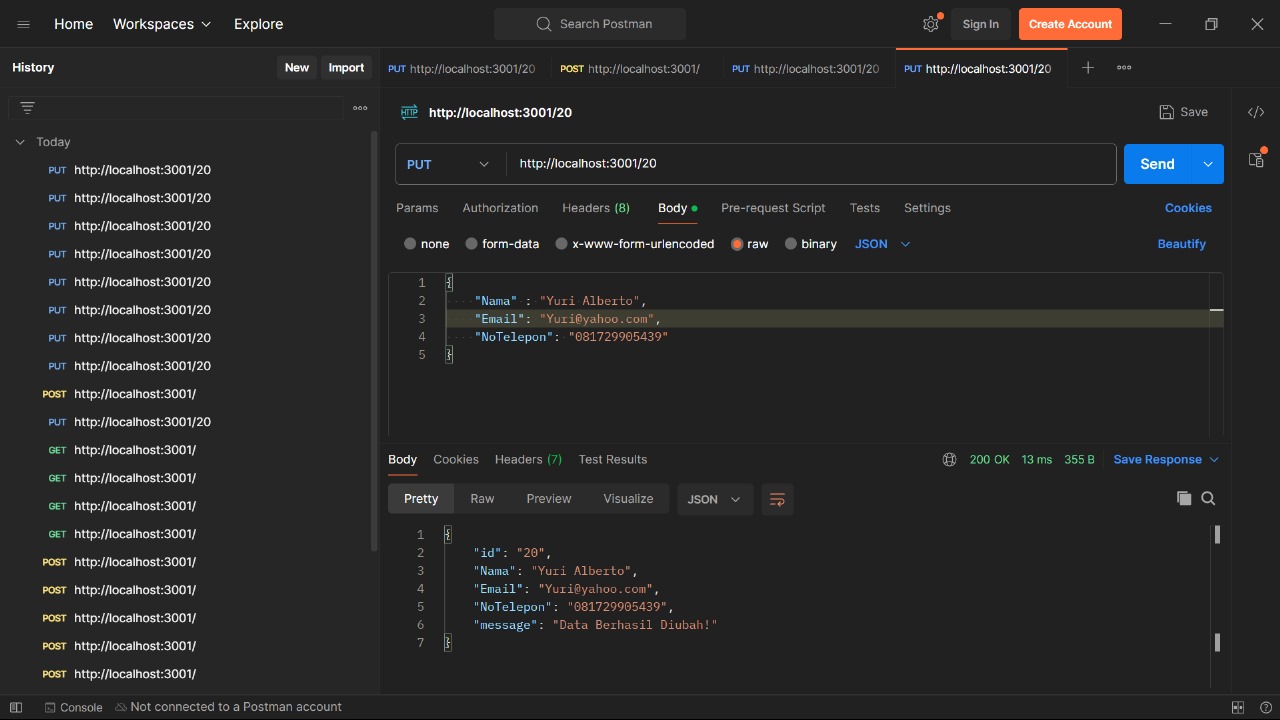 Home Workspaces Explore Search Postman Sign In Create Account
History New Import
PUT http://localhost:3001/20 POST http://localhost:3001/ PUT http://localhost:3001/20 PUT http://localhost:3001/20
HTTP http://localhost:3001/20 Save
Today
PUT http://localhost:3001/20
PUT http://localhost:3001/20
PUT http://localhost:3001/20
PUT http://localhost:3001/20
PUT http://localhost:3001/20
PUT http://localhost:3001/20
PUT http://localhost:3001/20
PUT http://localhost:3001/20
POST http://localhost:3001/
PUT http://localhost:3001/20
GET http://localhost:3001/
GET http://localhost:3001/
GET http://localhost:3001/
GET http://localhost:3001/
POST http://localhost:3001/
POST http://localhost:3001/
POST http://localhost:3001/
POST http://localhost:3001/
POST http://localhost:3001/
PUT http://localhost:3001/20 Send
Params Authorization Headers (8) Body Pre-request Script Tests Settings Cookies
none form-data x-www-form-urlencoded raw binary JSON Beautify
1 {
2 "Nama" : "Yuri Alberto",
3 "Email": "Yuri@yahoo.com",
4 "NoTelepon": "081729905439"
5 }
Body Cookies Headers (7) Test Results 200 OK 13 ms 355 B Save Response
Pretty Raw Preview Visualize JSON
1 {
2 "id": "20",
3 "Nama": "Yuri Alberto",
4 "Email": "Yuri@yahoo.com",
5 "NoTelepon": "081729905439",
6 "message": "Data Berhasil Diubah!"
7 }
Console Not connected to a Postman account